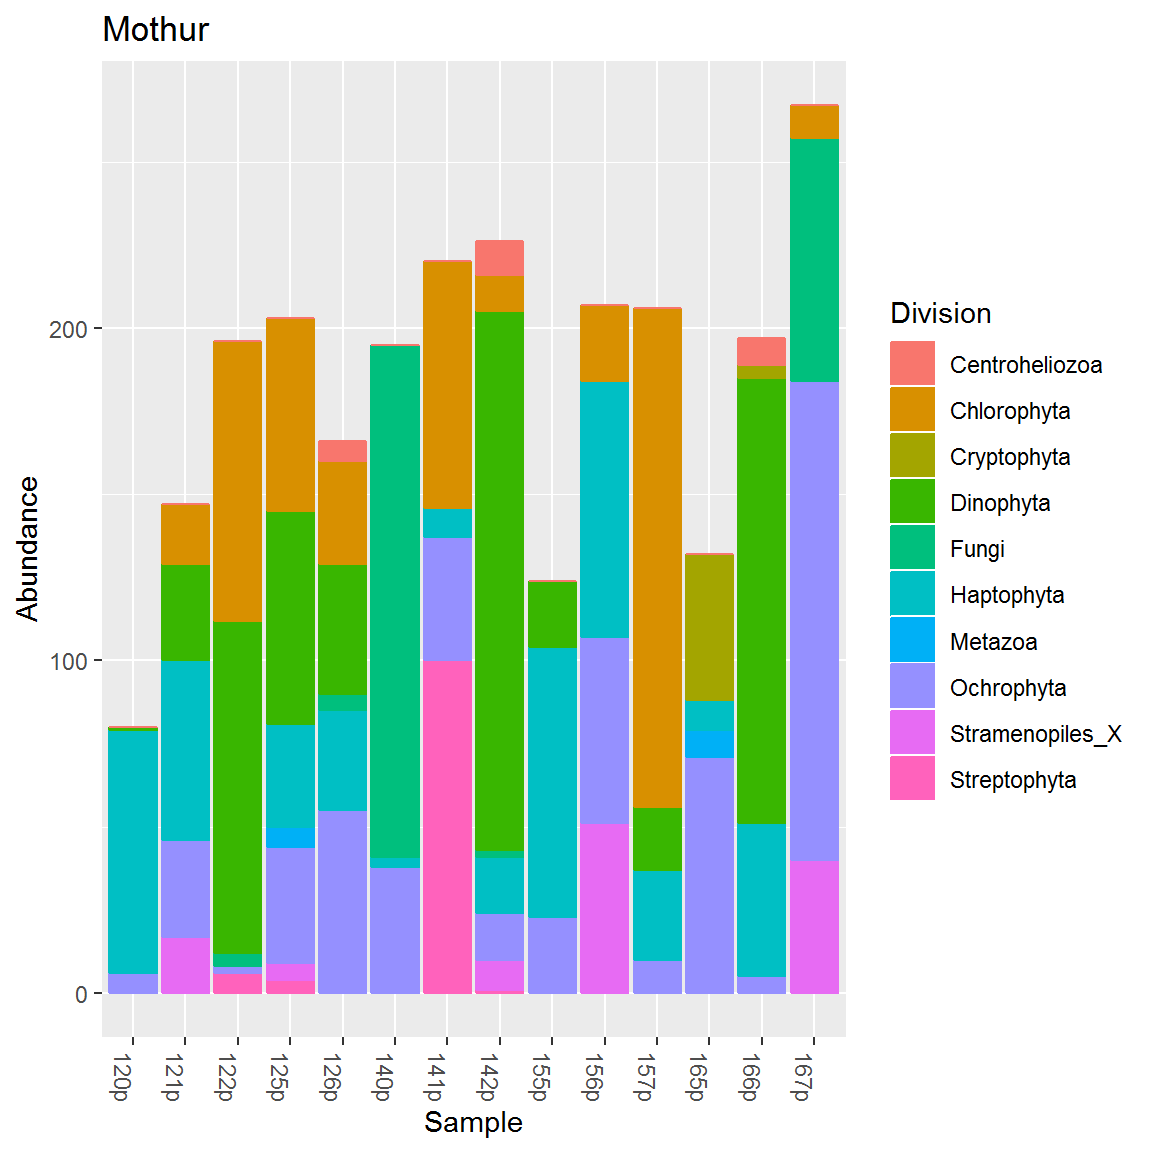 Mothur
Abundance
200
100
0
120p
121p
122p
125p
126p
140p
141p
142p
155p
156p
157p
165p
166p
167p
Sample
Division
Centroheliozoa
Chlorophyta
Cryptophyta
Dinophyta
Fungi
Haptophyta
Metazoa
Ochrophyta
Stramenopiles_X
Streptophyta